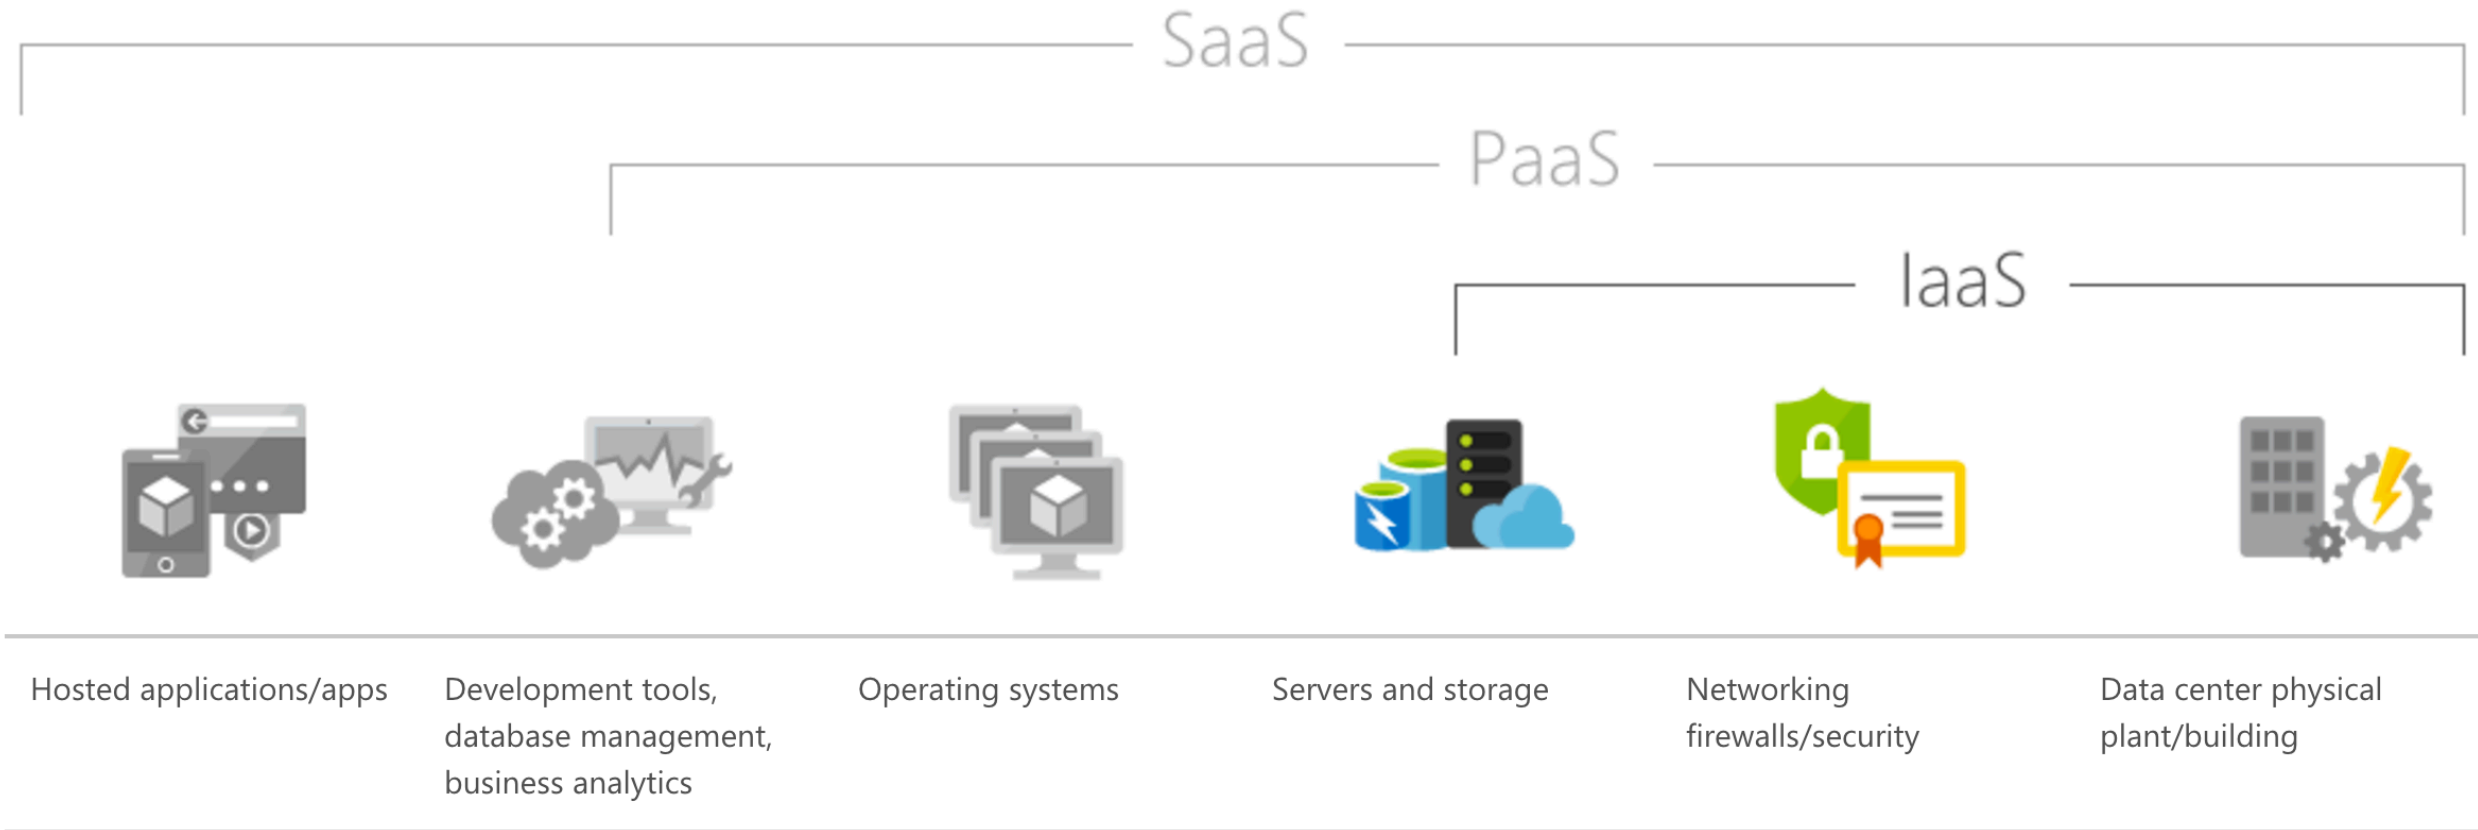 SaaS
PaaS
IaaS
Hosted applications/apps
Development tools,
database management,
business analytics
Operating systems
Servers and storage
Networking
firewalls/security
Data center physical
plant/building